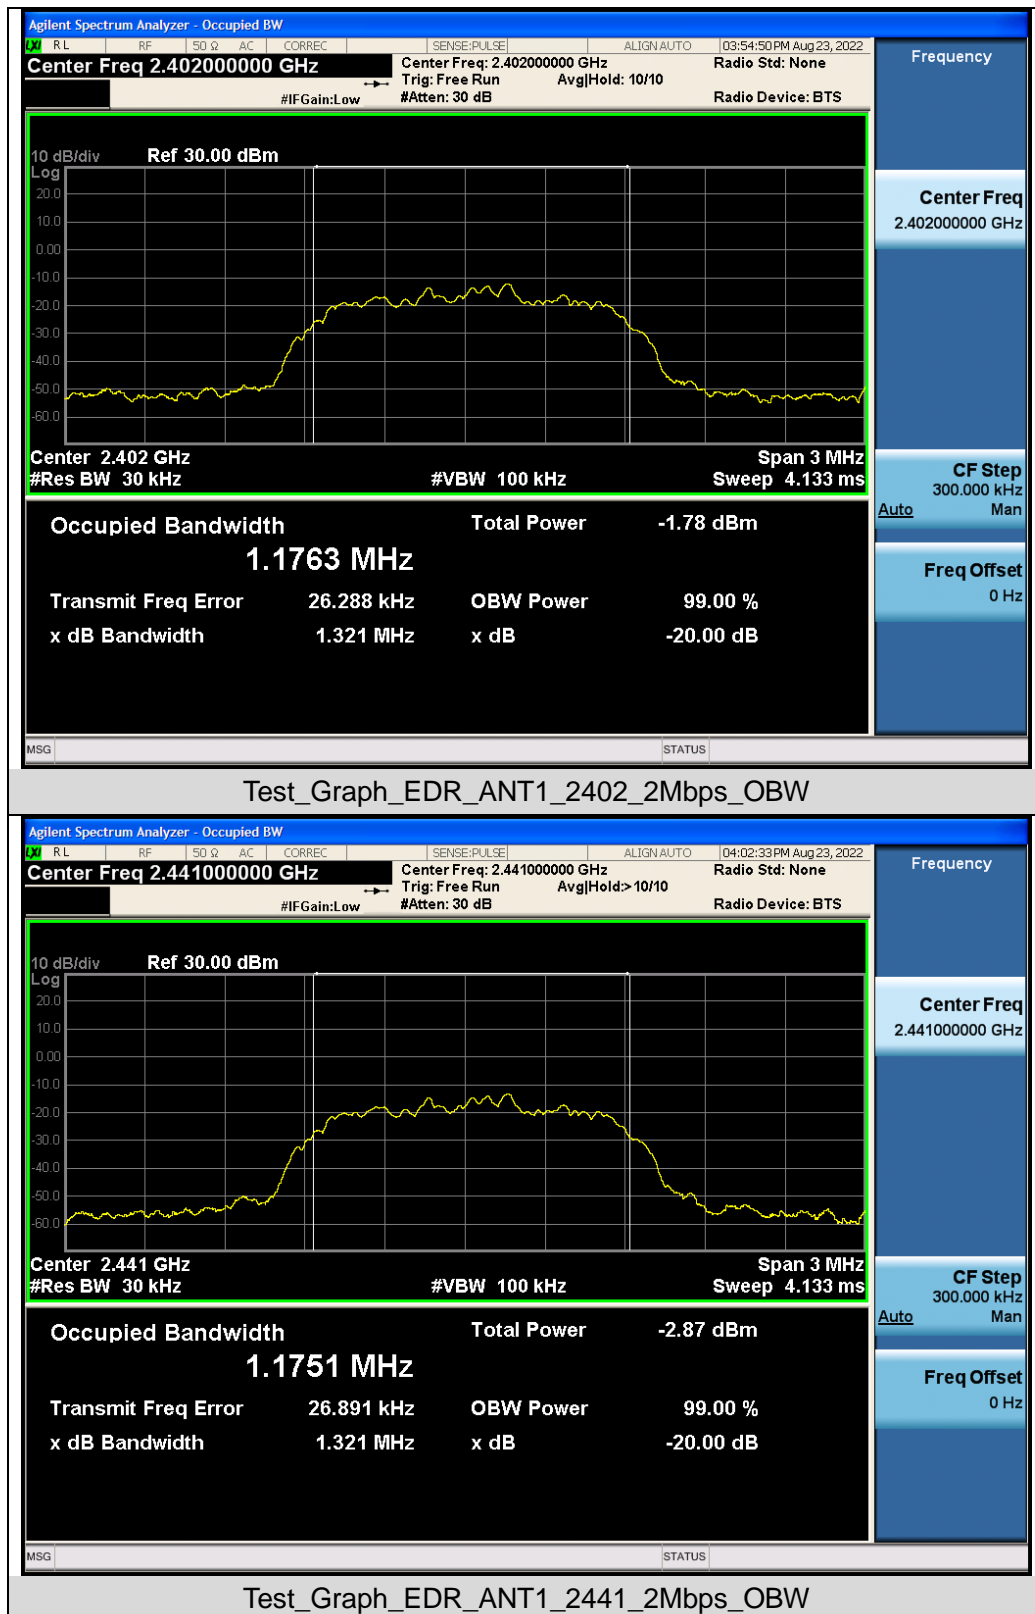 Agilent Spectrum Analyzer - Occupied BW
LXI RL RF 50 Ω AC CORREC SENSE:PULSE ALIGN AUTO 03:54:50 PM Aug 23, 2022
Center Freq 2.402000000 GHz
Center Freq: 2.402000000 GHz
Radio Std: None
Trig: Free Run Avg|Hold: 10/10
#IFGain:Low #Atten: 30 dB Radio Device: BTS
Frequency
10 dB/div Ref 30.00 dBm
Log
20.0
10.0
0.00
-10.0
-20.0
-30.0
-40.0
-50.0
-60.0
Center 2.402 GHz Span 3 MHz
#Res BW 30 kHz #VBW 100 kHz Sweep 4.133 ms
Center Freq
2.402000000 GHz
CF Step
300.000 kHz
Auto Man
Freq Offset
0 Hz
Occupied Bandwidth Total Power -1.78 dBm
1.1763 MHz
Transmit Freq Error 26.288 kHz OBW Power 99.00 %
x dB Bandwidth 1.321 MHz x dB -20.00 dB
MSG STATUS
Test_Graph_EDR_ANT1_2402_2Mbps_OBW
Agilent Spectrum Analyzer - Occupied BW
LXI RL RF 50 Ω AC CORREC SENSE:PULSE ALIGN AUTO 04:02:33 PM Aug 23, 2022
Center Freq 2.441000000 GHz
Center Freq: 2.441000000 GHz
Radio Std: None
Trig: Free Run Avg|Hold:> 10/10
#IFGain:Low #Atten: 30 dB Radio Device: BTS
Frequency
10 dB/div Ref 30.00 dBm
Log
20.0
10.0
0.00
-10.0
-20.0
-30.0
-40.0
-50.0
-60.0
Center 2.441 GHz Span 3 MHz
#Res BW 30 kHz #VBW 100 kHz Sweep 4.133 ms
Center Freq
2.441000000 GHz
CF Step
300.000 kHz
Auto Man
Freq Offset
0 Hz
Occupied Bandwidth Total Power -2.87 dBm
1.1751 MHz
Transmit Freq Error 26.891 kHz OBW Power 99.00 %
x dB Bandwidth 1.321 MHz x dB -20.00 dB
MSG STATUS
Test_Graph_EDR_ANT1_2441_2Mbps_OBW